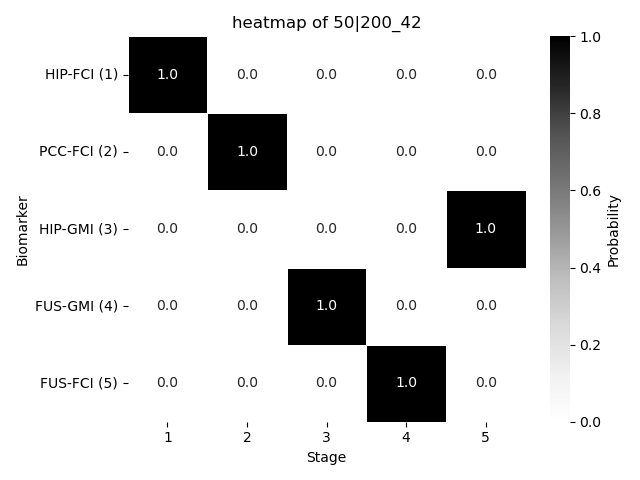 heatmap of 50|200_42
HIP-FCI (1) 1.0 0.0 0.0 0.0 0.0
PCC-FCI (2) 0.0 1.0 0.0 0.0 0.0
HIP-GMI (3) 0.0 0.0 0.0 0.0 1.0
FUS-GMI (4) 0.0 0.0 1.0 0.0 0.0
FUS-FCI (5) 0.0 0.0 0.0 1.0 0.0
1 2 3 4 5
Stage
Biomarker
1.0
0.8
0.6
0.4
0.2
0.0
Probability